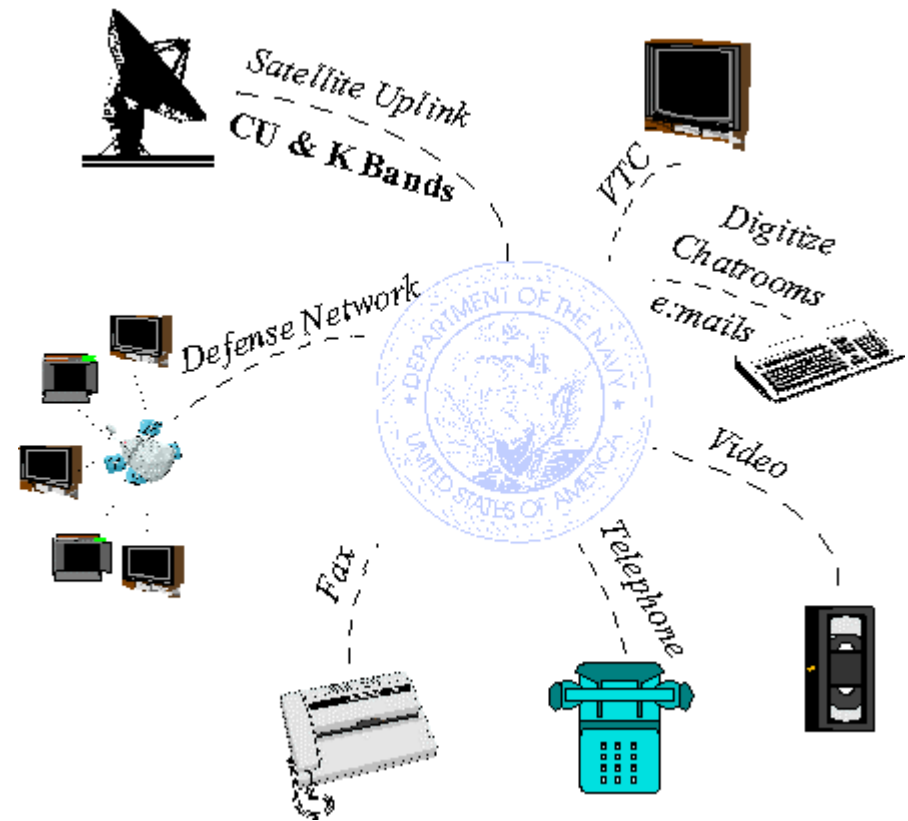 Satellite Uplink
CU & K Bands
VTC
Digitize
Chatrooms
e:mails
Defense Network
DEPARTMENT OF THE NAVY
UNITED STATES OF AMERICA
Video
Fax
Telephone